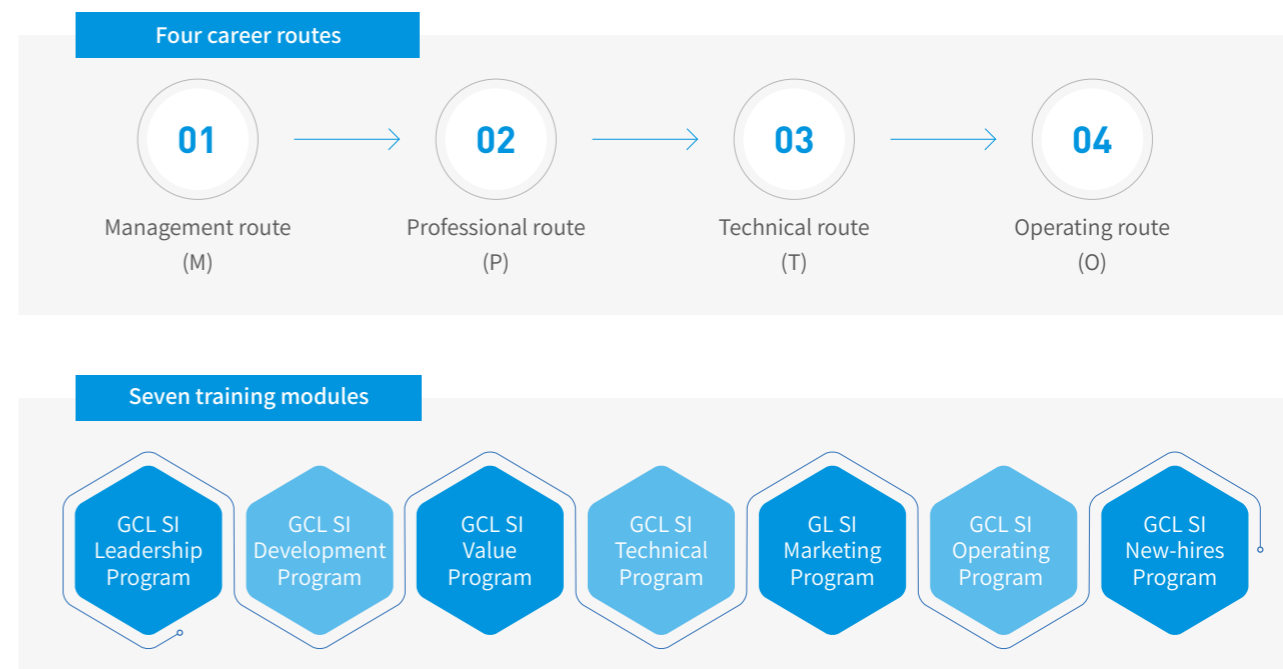 Four career routes
01
02
03
04
Management route
(M)
Professional route
(P)
Technical route
(T)
Operating route
(O)
Seven training modules
GCL SI
Leadership
Program
GCL SI
Development
Program
GCL SI
Value
Program
GCL SI
Technical
Program
GL SI
Marketing
Program
GCL SI
Operating
Program
GCL SI
New-hires
Program